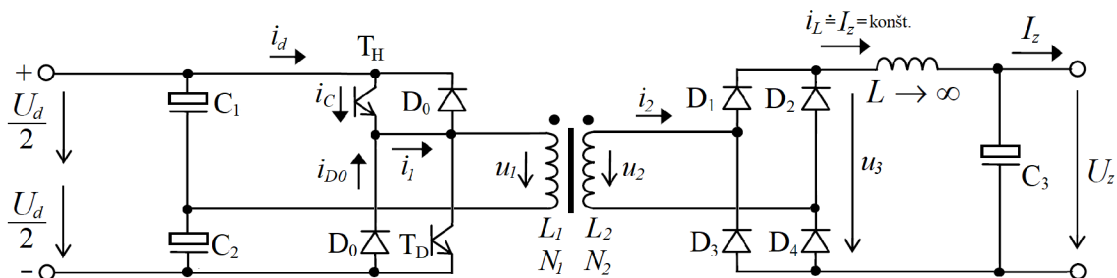 i_d
T_H
i_L ≐ I_z = konšt.
I_z
+
U_d
2
C_1
i_C
D_0
D_1
D_2
L → ∞
i_2
i_D0
i_1
u_1
u_2
u_3
C_3
U_z
U_d
2
C_2
D_0
T_D
L_1
L_2
D_3
D_4
N_1
N_2
-